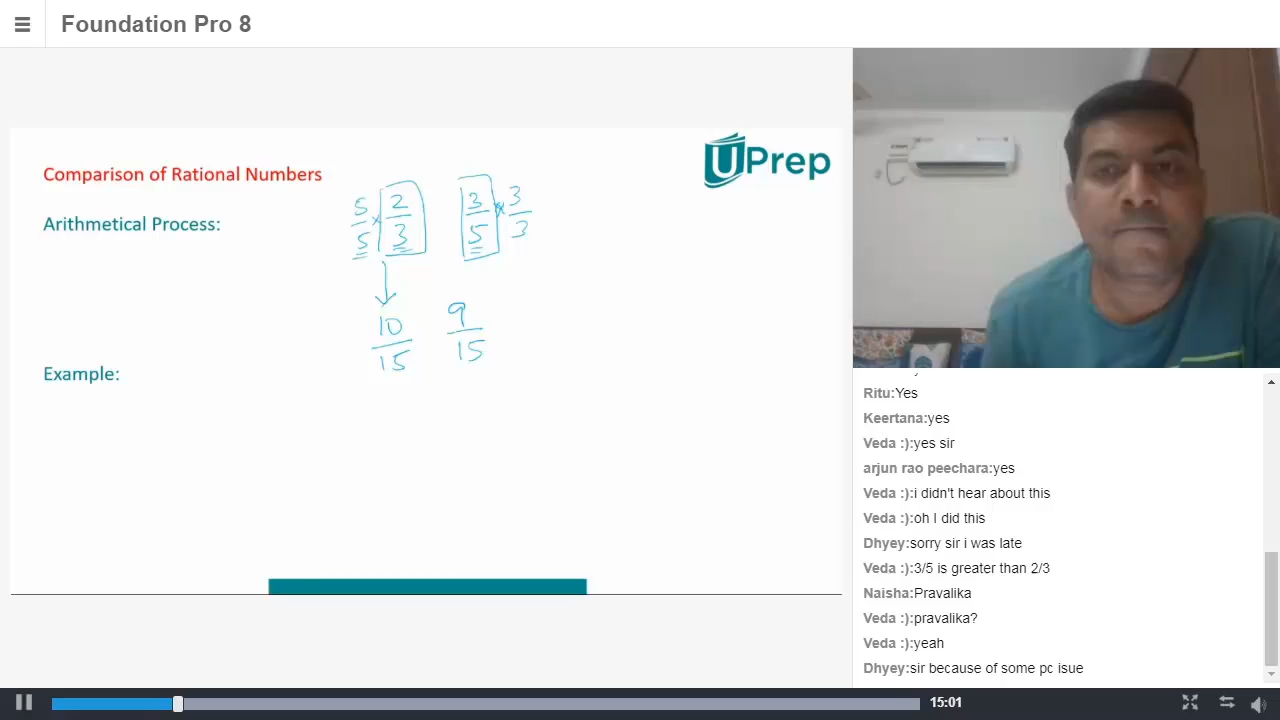 Foundation Pro 8
UPrep
Comparison of Rational Numbers
Arithmetical Process:
5/5 × 2/3 3/5 × 3/3
10/15 9/15
Example:
Ritu:Yes
Keertana:yes
Veda :):yes sir
arjun rao peechara:yes
Veda :):i didn't hear about this
Veda :):oh I did this
Dhyey:sorry sir i was late
Veda :):3/5 is greater than 2/3
Naisha:Pravalika
Veda :):pravalika?
Veda :):yeah
Dhyey:sir because of some pc isue
15:01